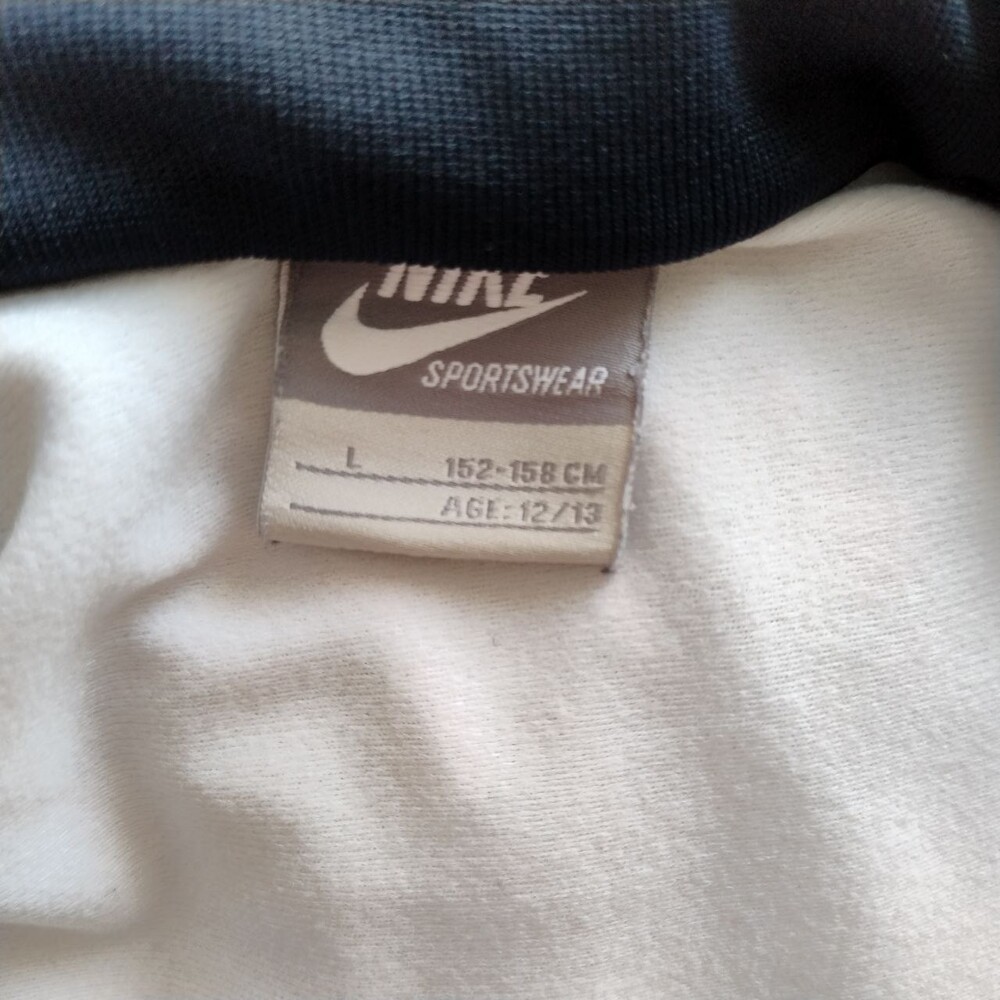 NIKE
SPORTSWEAR
L 152-158 CM
AGE: 12/13